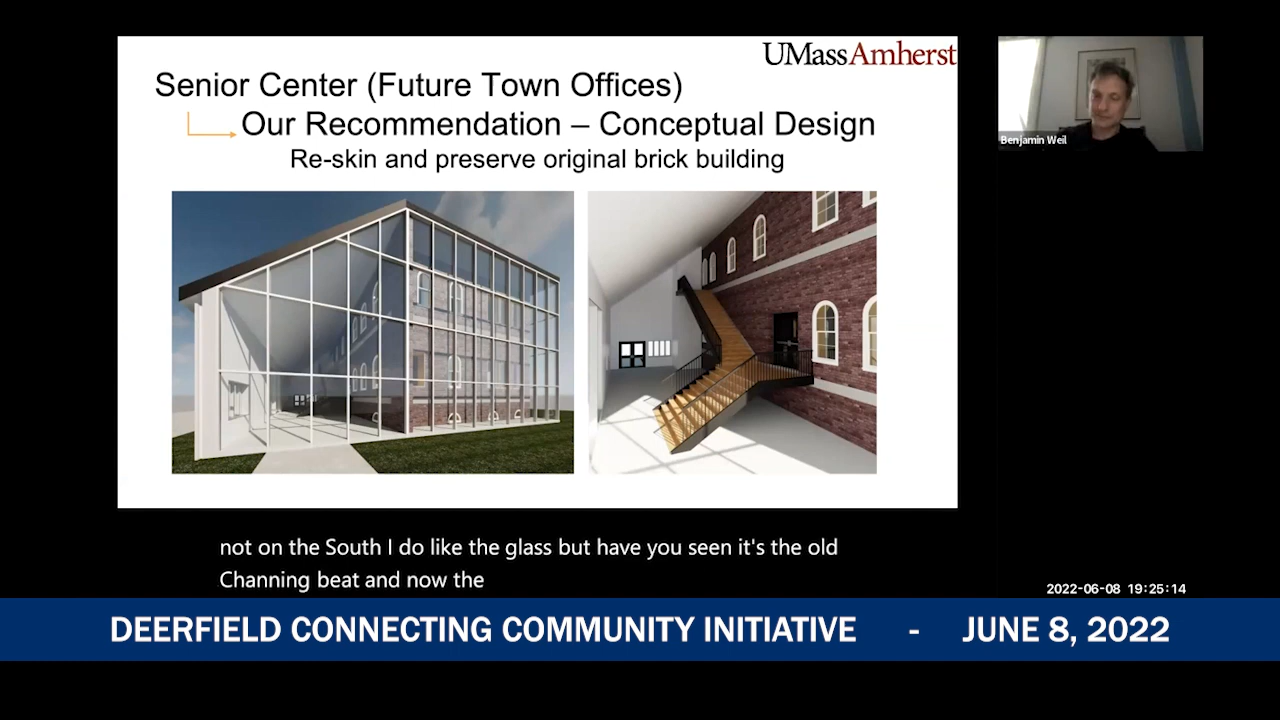 UMassAmherst
Senior Center (Future Town Offices)
Our Recommendation – Conceptual Design
Re-skin and preserve original brick building
Benjamin Weil
not on the South I do like the glass but have you seen it's the old
Channing beat and now the
2022-06-08 19:25:14
DEERFIELD CONNECTING COMMUNITY INITIATIVE - JUNE 8, 2022